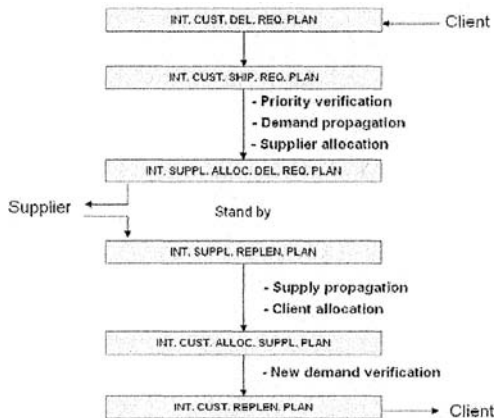 INT. CUST. DEL. REQ. PLAN
Client
INT. CUST. SHIP. REQ. PLAN
- Priority verification
- Demand propagation
- Supplier allocation
INT. SUPPL. ALLOC. DEL. REQ. PLAN
Supplier
Stand by
INT. SUPPL. REPLEN. PLAN
- Supply propagation
- Client allocation
INT. CUST. ALLOC. SUPPL. PLAN
- New demand verification
INT. CUST. REPLEN. PLAN
Client